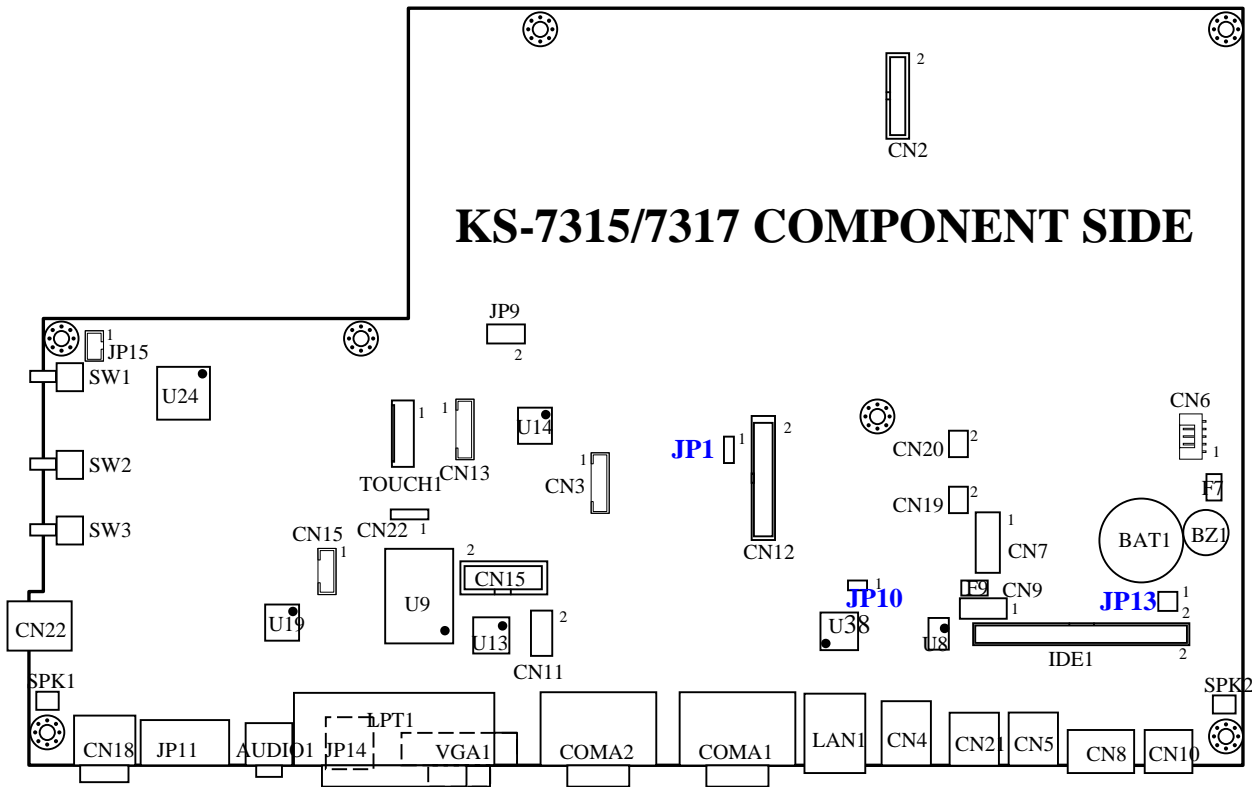 2
CN2
KS-7315/7317 COMPONENT SIDE
JP9
2
1
JP15
SW1
U24
1
1
U14
CN13
TOUCH1
SW2
CN3
1
JP1
1
2
CN20
2
CN6
1
CN19
2
F7
SW3
CN22
1
CN15
1
CN12
1
CN7
BAT1
BZ1
2
CN15
U9
1
JP10
F9
CN9
1
JP13
1
2
CN22
U19
U13
2
CN11
U38
U8
IDE1
2
SPK1
SPK2
CN18
JP11
AUDIO1
JP14
LPT1
VGA1
COMA2
COMA1
LAN1
CN4
CN21
CN5
CN8
CN10